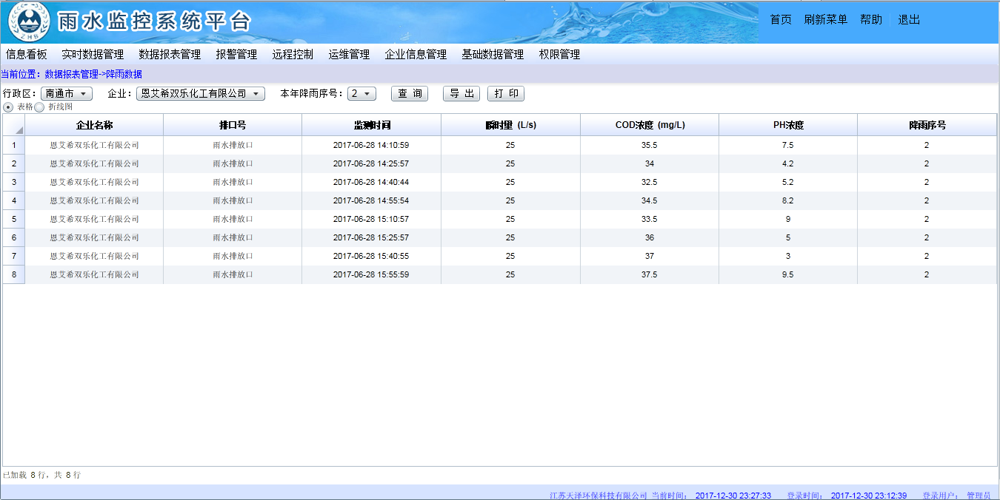 雨水监控系统平台
ZHB
首页 刷新菜单 帮助 退出
信息看板 实时数据管理 数据报表管理 报警管理 远程控制 运维管理 企业信息管理 基础数据管理 权限管理
当前位置：数据报表管理->降雨数据
行政区：南通市 企业：恩艾希双乐化工有限公司 本年降雨序号：2 查 询 导 出 打 印
表格 折线图
企业名称 排口号 监测时间 瞬时量 (L/s) COD浓度 (mg/L) PH浓度 降雨序号
1 恩艾希双乐化工有限公司 雨水排放口 2017-06-28 14:10:59 25 35.5 7.5 2
2 恩艾希双乐化工有限公司 雨水排放口 2017-06-28 14:25:57 25 34 4.2 2
3 恩艾希双乐化工有限公司 雨水排放口 2017-06-28 14:40:44 25 32.5 5.2 2
4 恩艾希双乐化工有限公司 雨水排放口 2017-06-28 14:55:54 25 34.5 8.2 2
5 恩艾希双乐化工有限公司 雨水排放口 2017-06-28 15:10:57 25 33.5 9 2
6 恩艾希双乐化工有限公司 雨水排放口 2017-06-28 15:25:57 25 36 5 2
7 恩艾希双乐化工有限公司 雨水排放口 2017-06-28 15:40:55 25 37 3 2
8 恩艾希双乐化工有限公司 雨水排放口 2017-06-28 15:55:59 25 37.5 9.5 2
已加载 8 行，共 8 行
江苏天泽环保科技有限公司 当前时间： 2017-12-30 23:27:33 登录时间： 2017-12-30 23:12:39 登录用户： 管理员